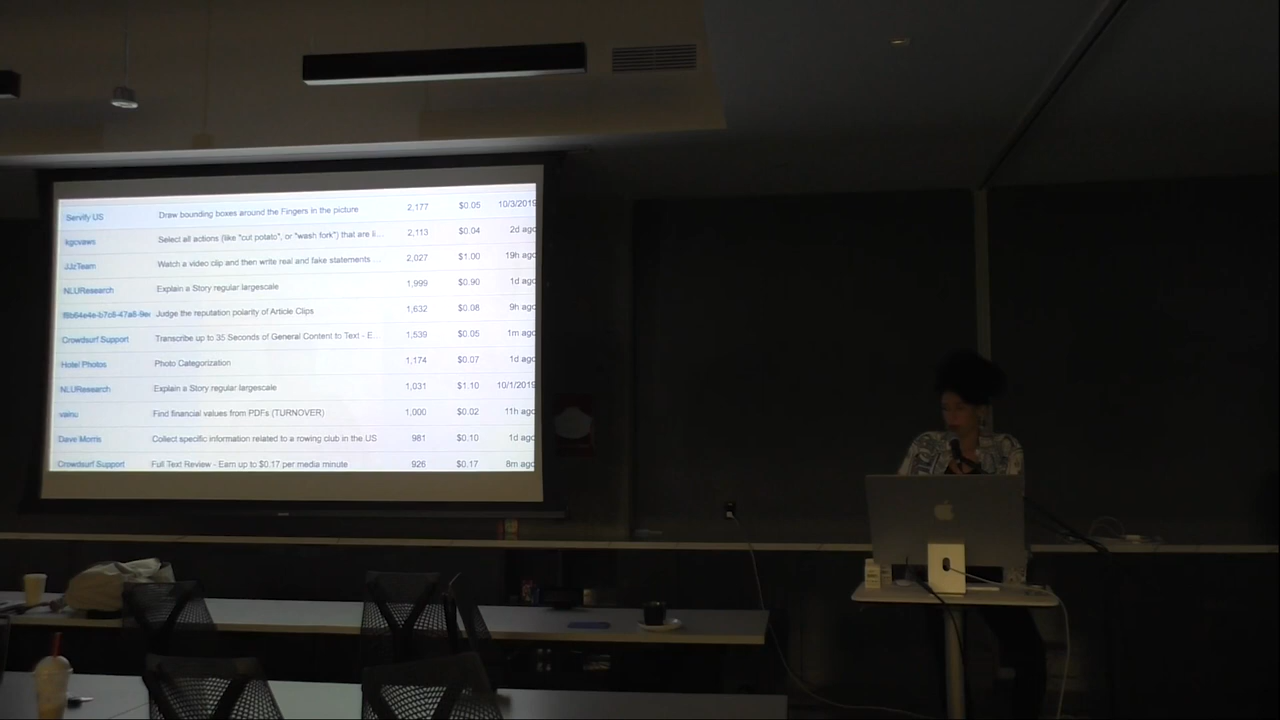 Servify US Draw bounding boxes around the Fingers in the picture 2,177 $0.05 10/3/2019
kgcvaws Select all actions (like "cut potato", or "wash fork") that are li... 2,113 $0.04 2d ago
JJzTeam Watch a video clip and then write real and fake statements ... 2,027 $1.00 19h ago
NLUResearch Explain a Story regular largescale 1,999 $0.90 1d ago
Judge the reputation polarity of Article Clips 1,632 $0.08 9h ago
Crowdsurf Support Transcribe up to 35 Seconds of General Content to Text - E... 1,539 $0.05 1m ago
Hotel Photos Photo Categorization 1,174 $0.07 1d ago
NLUResearch Explain a Story regular largescale 1,031 $1.10 10/1/2019
vainu Find financial values from PDFs (TURNOVER) 1,000 $0.02 11h ago
Dave Morris Collect specific information related to a rowing club in the US 981 $0.10 1d ago
Crowdsurf Support Full Text Review - Earn up to $0.17 per media minute 926 $0.17 8m ago